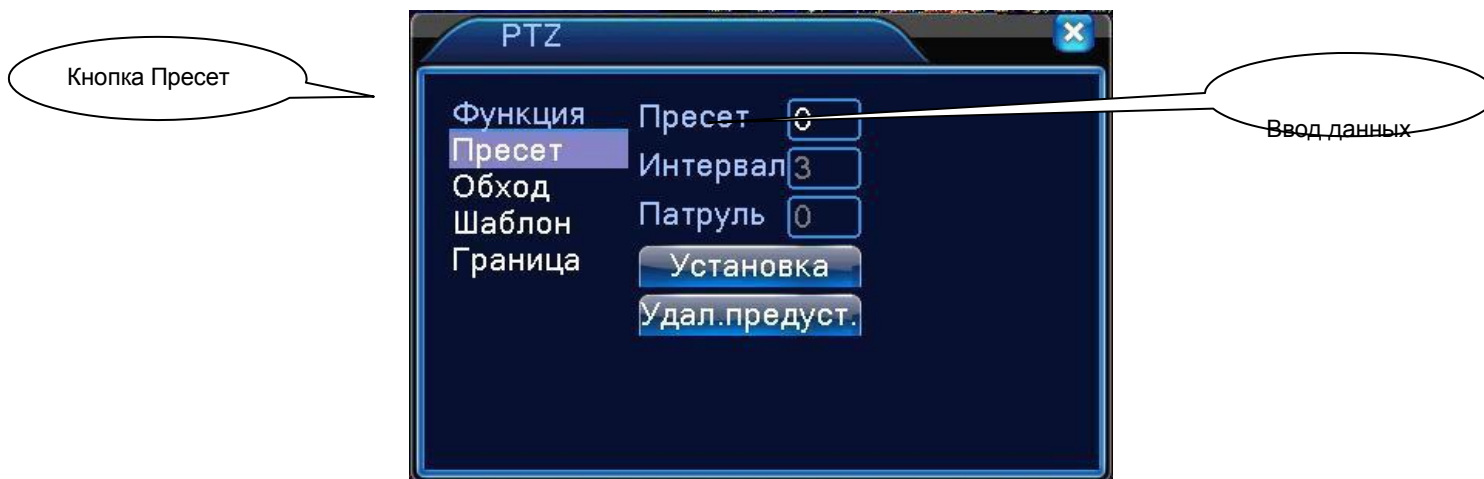 PTZ
Кнопка Пресет
Ввод данных
Функция
Пресет
Обход
Шаблон
Граница
Пресет 0
Интервал 3
Патруль 0
Установка
Удал.предуст.